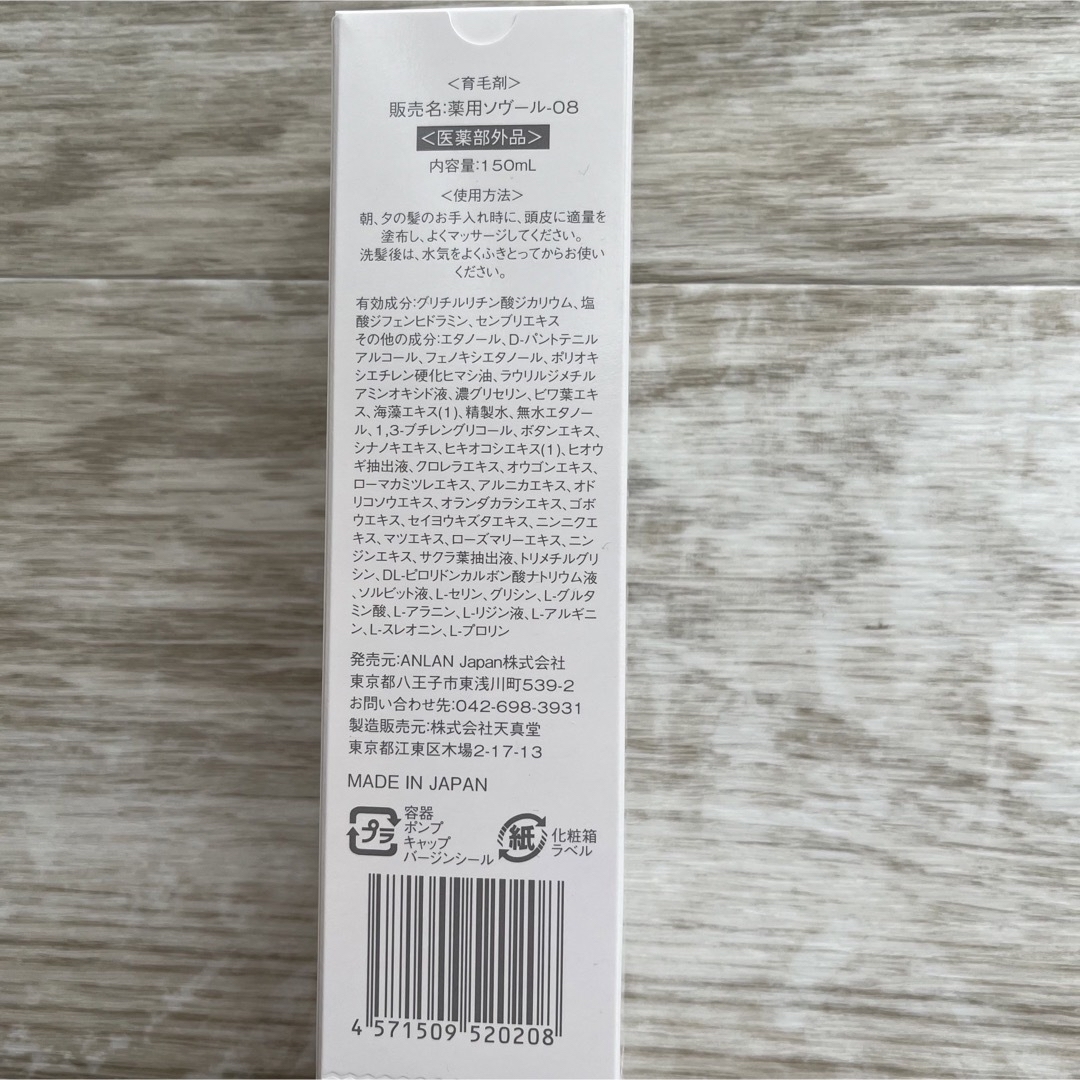 <育毛剤>
販売名:薬用ソヴール-08
<医薬部外品>
内容量:150mL
<使用方法>
朝、夕の髪のお手入れ時に、頭皮に適量を
塗布し、よくマッサージしてください。
洗髪後は、水気をよくふきとってからお使い
ください。
有効成分:グリチルリチン酸ジカリウム、塩
酸ジフェンヒドラミン、センブリエキス
その他の成分:エタノール、D-パントテニル
アルコール、フェノキシエタノール、ポリオキ
シエチレン硬化ヒマシ油、ラウリルジメチル
アミンオキシド液、濃グリセリン、ビワ葉エキ
ス、海藻エキス(1)、精製水、無水エタノー
ル、1,3-ブチレングリコール、ボタンエキス、
シナノキエキス、ヒキオコシエキス(1)、ヒオウ
ギ抽出液、クロレラエキス、オウゴンエキス、
ローマカミツレエキス、アルニカエキス、オド
リコソウエキス、オランダカラシエキス、ゴボ
ウエキス、セイヨウキズタエキス、ニンニクエ
キス、マツエキス、ローズマリーエキス、ニン
ジンエキス、サクラ葉抽出液、トリメチルグリ
シン、DL-ピロリドンカルボン酸ナトリウム液
、ソルビット液、L-セリン、グリシン、L-グルタ
ミン酸、L-アラニン、L-リジン液、L-アルギニ
ン、L-スレオニン、L-プロリン
発売元:ANLAN Japan株式会社
東京都八王子市東浅川町539-2
お問い合わせ先:042-698-3931
製造販売元:株式会社天真堂
東京都江東区木場2-17-13
MADE IN JAPAN
プラ
容器
ポンプ
キャップ
バージンシール
紙
化粧箱
ラベル
4 571509 520208